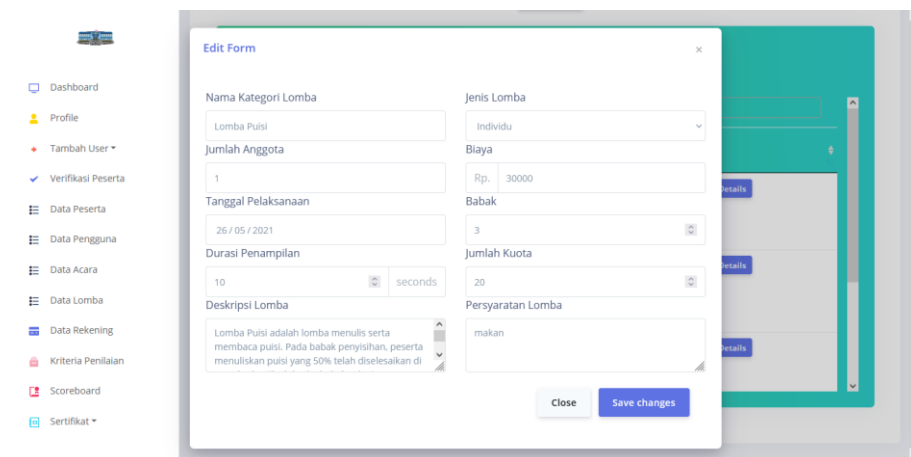 Dashboard
Profile
Tambah User
Verifikasi Peserta
Data Peserta
Data Pengguna
Data Acara
Data Lomba
Data Rekening
Kriteria Penilaian
Scoreboard
Sertifikat
Edit Form
×
Nama Kategori Lomba
Jenis Lomba
Lomba Puisi
Individu
Jumlah Anggota
Biaya
1
Rp. 30000
Tanggal Pelaksanaan
Babak
26 / 05 / 2021
3
Durasi Penampilan
Jumlah Kuota
10 seconds
20
Deskripsi Lomba
Persyaratan Lomba
Lomba Puisi adalah lomba menulis serta
membaca puisi. Pada babak penyisihan, peserta
menuliskan puisi yang 50% telah diselesaikan di
makan
Close
Save changes
Details
Details
Details